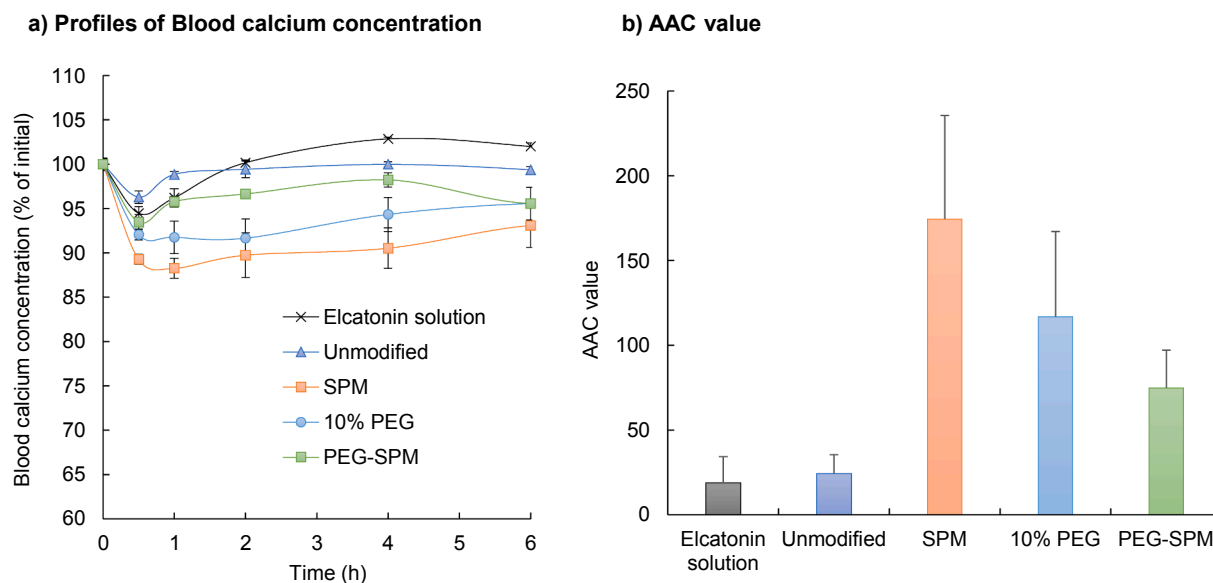 a) Profiles of Blood calcium concentration
Blood calcium concentration (% of initial)
110
105
100
95
90
85
80
75
70
65
60
0
1
2
3
4
5
6
Time (h)
Elcatonin solution
Unmodified
SPM
10% PEG
PEG-SPM
b) AAC value
AAC value
250
200
150
100
50
0
Elcatonin
solution
Unmodified
SPM
10% PEG
PEG-SPM